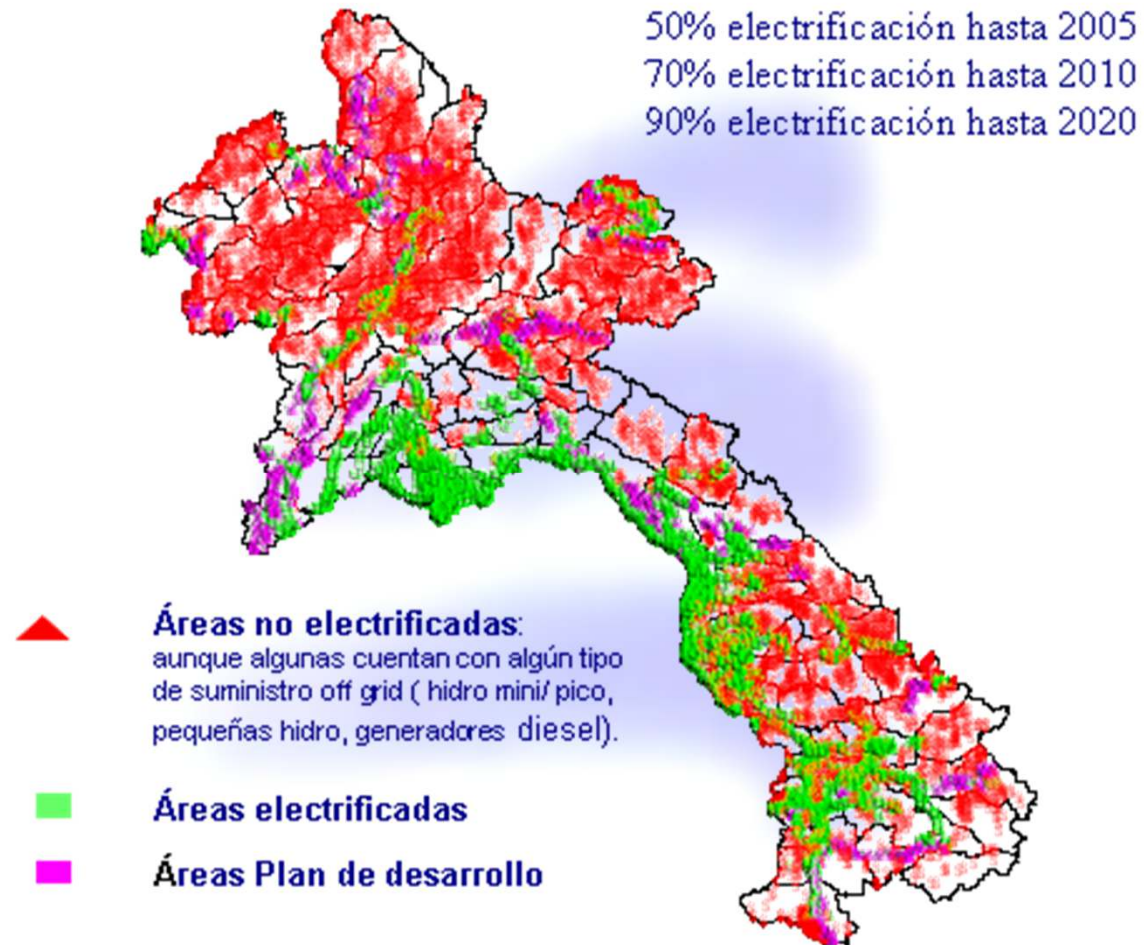 50% electrificación hasta 2005
70% electrificación hasta 2010
90% electrificación hasta 2020
Áreas no electrificadas:
aunque algunas cuentan con algún tipo
de suministro off grid ( hidro mini/ pico,
pequeñas hidro, generadores diesel).
Áreas electrificadas
Áreas Plan de desarrollo